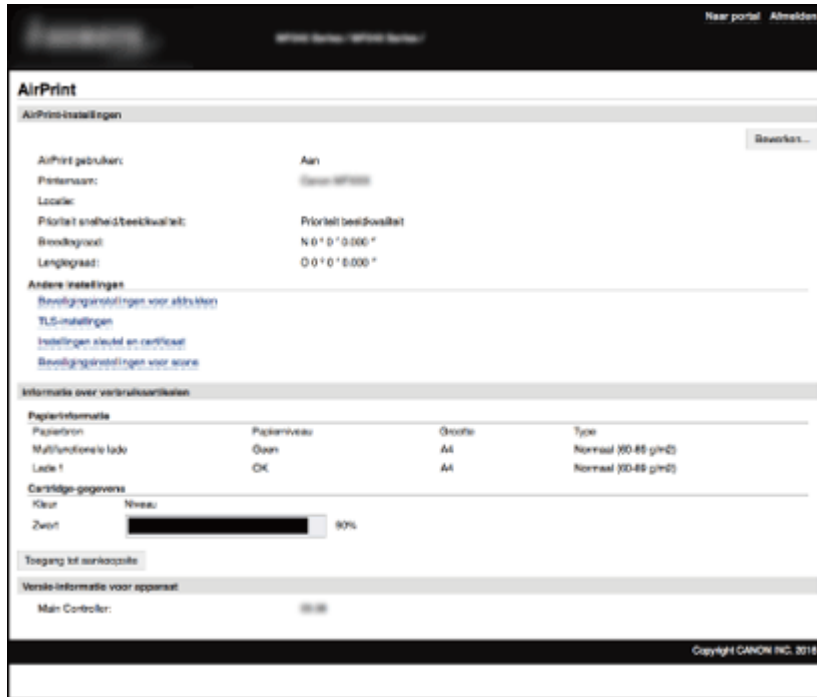 Naar portal Afmelden
AirPrint
AirPrint-instellingen
Bewerken...
AirPrint gebruiken: Aan
Printernaam:
Locatie:
Prioriteit snelheid/beeldkwaliteit: Prioriteit beeldkwaliteit
Breedtegraad: N 0 ° 0 ' 0.000 "
Lengtegraad: O 0 ° 0 ' 0.000 "
Andere instellingen
Beveiligingsinstellingen voor afdrukken
TLS-instellingen
Instellingen sleutel en certificaat
Beveiligingsinstellingen voor scans
Informatie over verbruiksartikelen
Papierinformatie
Papierbron Papierniveau Grootte Type
Multifunctionele lade Geen A4 Normaal (60-89 g/m2)
Lade 1 OK A4 Normaal (60-89 g/m2)
Cartridge-gegevens
Kleur Niveau
Zwart 90%
Toegang tot aankoopsite
Versie-informatie voor apparaat
Main Controller:
Copyright CANON INC. 2016